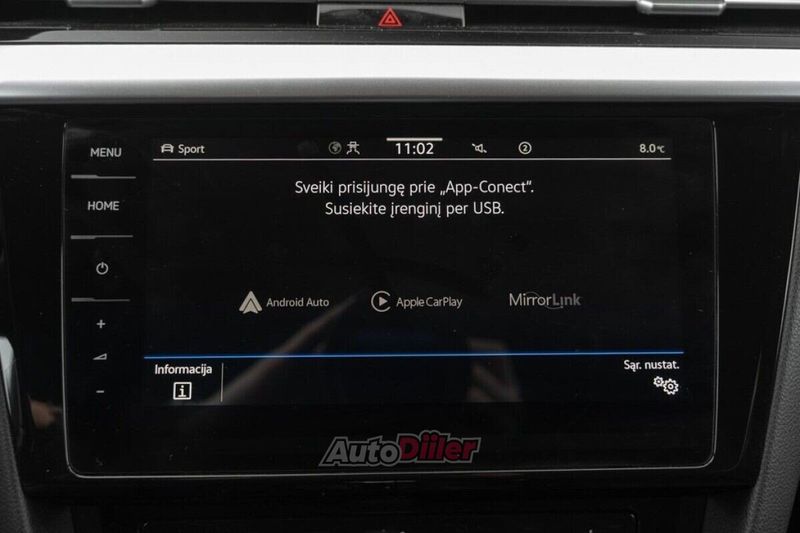 MENU
HOME
Sport
11:02
2
8.0°C
Sveiki prisijungę prie „App-Conect“.
Susiekite įrenginį per USB.
Android Auto
Apple CarPlay
MirrorLink
Informacija
i
Sąr. nustat.
AutoDiiler